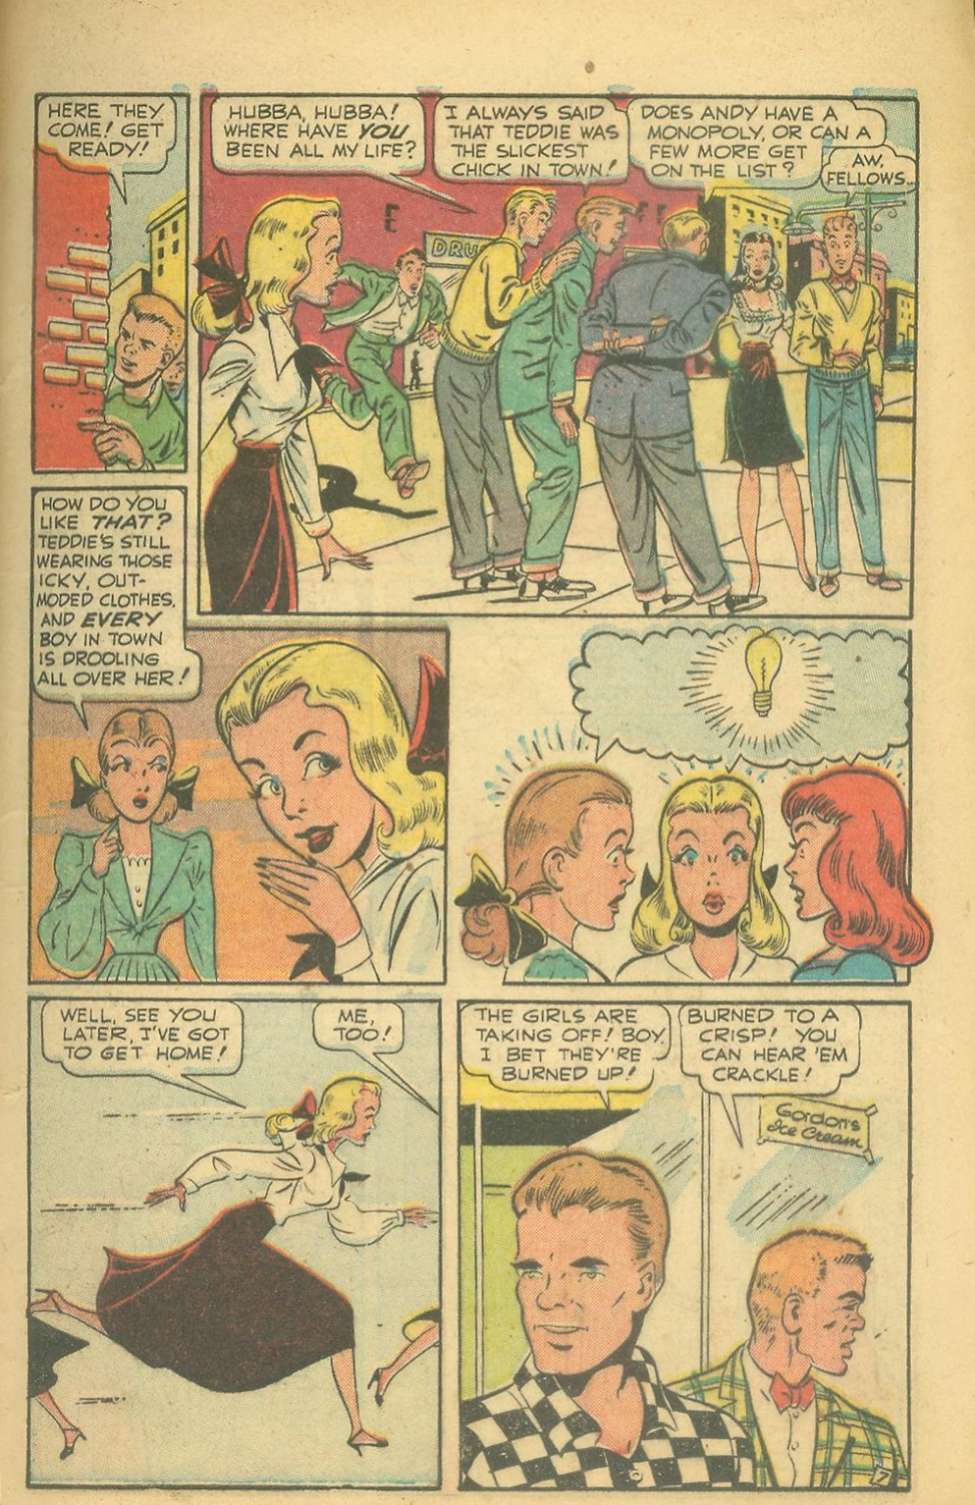 HERE THEY
COME! GET
READY!
HUBBA, HUBBA!
WHERE HAVE YOU
BEEN ALL MY LIFE?
I ALWAYS SAID
THAT TEDDIE WAS
THE SLICKEST
CHICK IN TOWN!
DOES ANDY HAVE A
MONOPOLY, OR CAN A
FEW MORE GET
ON THE LIST?
AW,
FELLOWS...
DRU
HOW DO YOU
LIKE THAT?
TEDDIE'S STILL
WEARING THOSE
ICKY, OUT-
MODED CLOTHES,
AND EVERY
BOY IN TOWN
IS DROOLING
ALL OVER HER!
WELL, SEE YOU
LATER, I'VE GOT
TO GET HOME!
ME,
TOO!
THE GIRLS ARE
TAKING OFF! BOY,
I BET THEY'RE
BURNED UP!
BURNED TO A
CRISP! YOU
CAN HEAR 'EM
CRACKLE!
Gordon's
Ice Cream
7